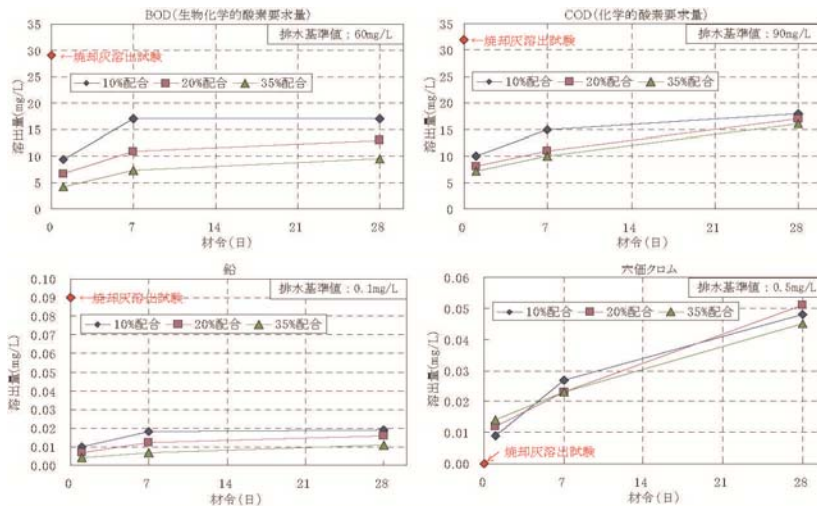 BOD(生物化学的酸素要求量)
35
30
25
20
15
10
5
0
溶出量(mg/L)
排水基準値：60mg/L
←焼却灰溶出試験
10%配合 20%配合 35%配合
0 7 14 21 28
材令(日)
COD(化学的酸素要求量)
35
30
25
20
15
10
5
0
溶出量(mg/L)
排水基準値：90mg/L
←焼却灰溶出試験
10%配合 20%配合 35%配合
0 7 14 21 28
材令(日)
鉛
0.10
0.09
0.08
0.07
0.06
0.05
0.04
0.03
0.02
0.01
0.00
溶出量(mg/L)
排水基準値：0.1mg/L
←焼却灰溶出試験
10%配合 20%配合 35%配合
0 7 14 21 28
材令(日)
六価クロム
0.06
0.05
0.04
0.03
0.02
0.01
0.00
溶出量(mg/L)
排水基準値：0.5mg/L
10%配合 20%配合 35%配合
焼却灰溶出試験
0 7 14 21 28
材令(日)